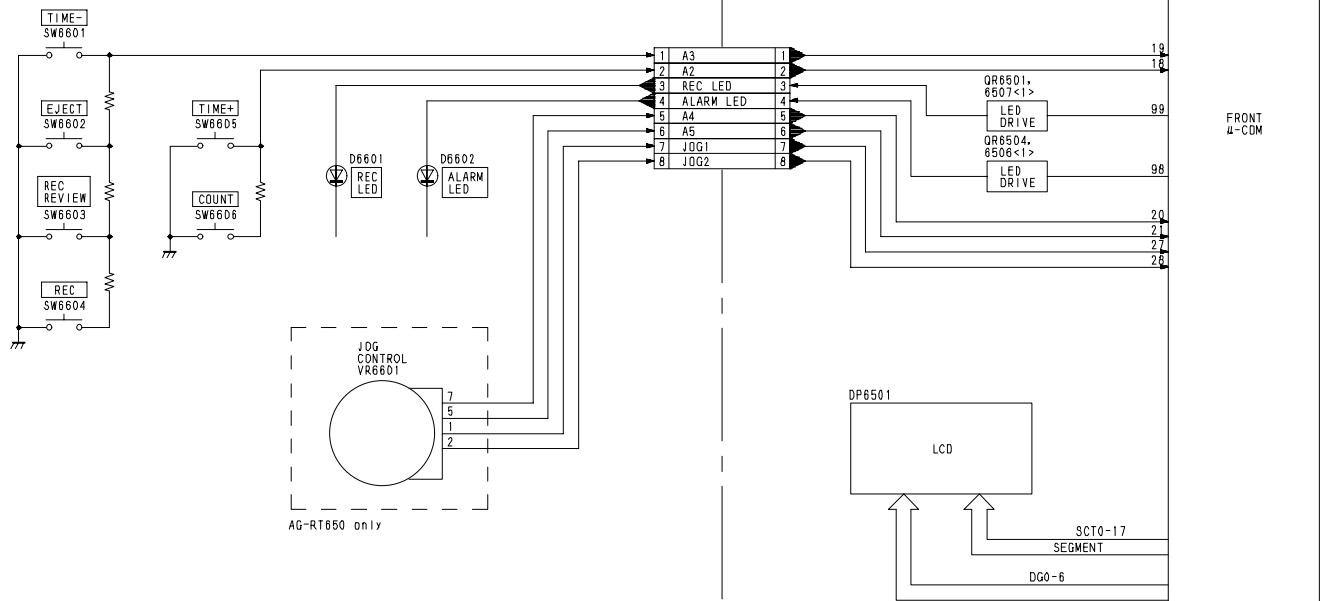 TIME-
SW6601
EJECT
SW6602
REC
REVIEW
SW6603
REC
SW6604
TIME+
SW6605
COUNT
SW6606
D6601
REC
LED
D6602
ALARM
LED
1 A3 1
2 A2 2
3 REC LED 3
4 ALARM LED 4
5 A4 5
6 A5 6
7 JOG1 7
8 JOG2 8
JOG
CONTROL
VR6601
7
5
1
2
AG-RT650 only
QR6501,
6507<1>
LED
DRIVE
QR6504,
6506<1>
LED
DRIVE
19
18
99
98
20
21
27
28
FRONT
μ-COM
DP6501
LCD
SCT0-17
SEGMENT
DG0-6